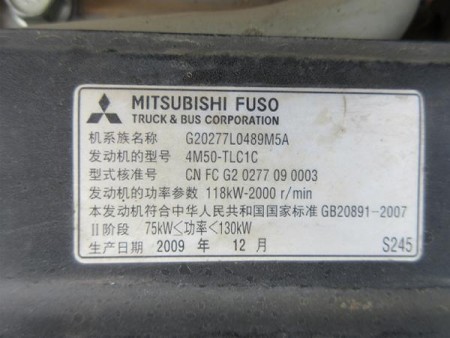 MITSUBISHI FUSO
TRUCK & BUS CORPORATION
机系族名称 G20277L0489M5A
发动机的型号 4M50-TLC1C
型式核准号 CN FC G2 0277 09 0003
发动机的功率参数 118kW-2000 r/min
本发动机符合中华人民共和国国家标准 GB20891-2007
II阶段 75kW≤功率≤130kW
生产日期 2009 年 12 月 S245